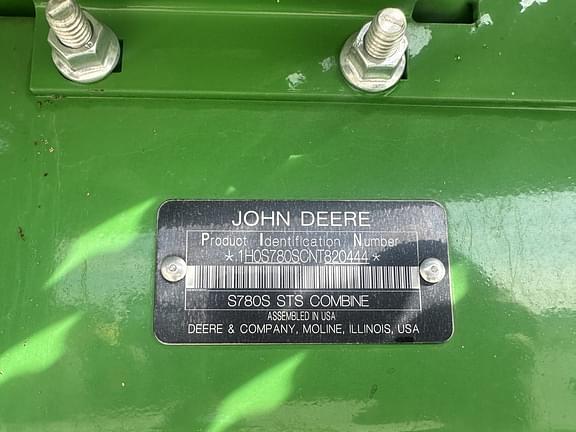 JOHN DEERE
Product Identification Number
*1H0S780SCNT820444*
S780S STS COMBINE
ASSEMBLED IN USA
DEERE & COMPANY, MOLINE, ILLINOIS, USA